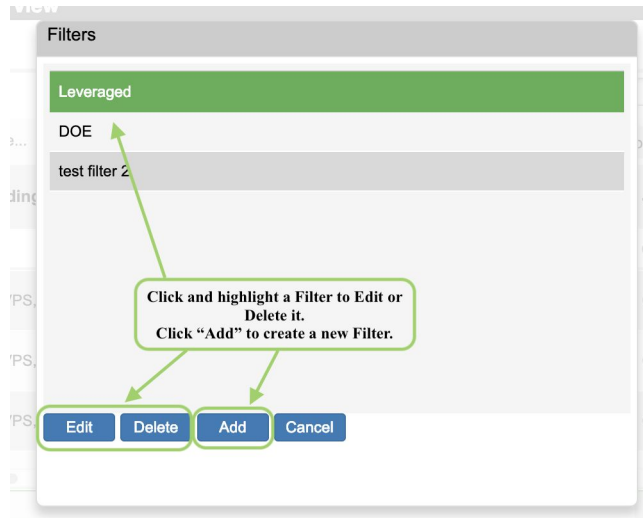 View
Filters
Leveraged
DOE
test filter 2
Click and highlight a Filter to Edit or
Delete it.
Click “Add” to create a new Filter.
Edit Delete Add Cancel